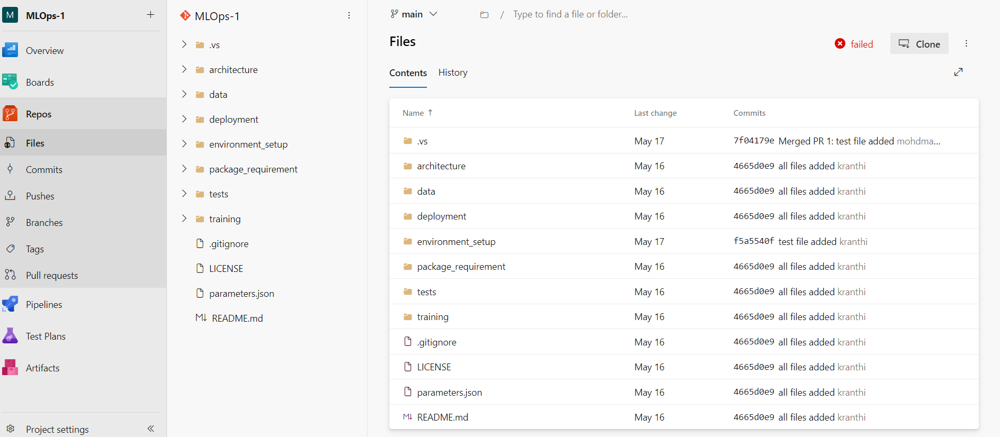 M MLOps-1
Overview
Boards
Repos
Files
Commits
Pushes
Branches
Tags
Pull requests
Pipelines
Test Plans
Artifacts
Project settings
MLOps-1
.vs
architecture
data
deployment
environment_setup
package_requirement
tests
training
.gitignore
LICENSE
parameters.json
M↓ README.md
main
/ Type to find a file or folder...
Files
failed
Clone
Contents History
Name ↑ Last change Commits
.vs May 17 7f04179e Merged PR 1: test file added mohdma...
architecture May 16 4665d0e9 all files added kranthi
data May 16 4665d0e9 all files added kranthi
deployment May 16 4665d0e9 all files added kranthi
environment_setup May 17 f5a5540f test file added kranthi
package_requirement May 16 4665d0e9 all files added kranthi
tests May 16 4665d0e9 all files added kranthi
training May 16 4665d0e9 all files added kranthi
.gitignore May 16 4665d0e9 all files added kranthi
LICENSE May 16 4665d0e9 all files added kranthi
parameters.json May 16 4665d0e9 all files added kranthi
M↓ README.md May 16 4665d0e9 all files added kranthi